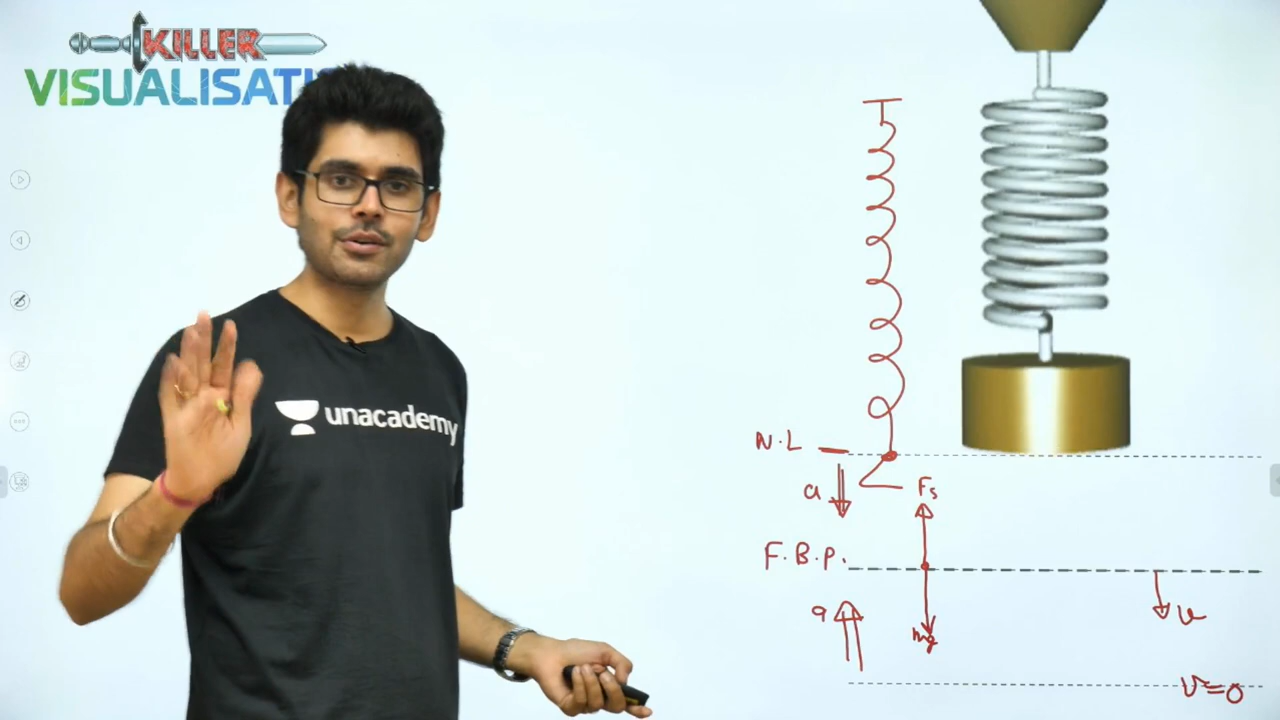 KILLER
VISUALISATI
unacademy
N.L
a
Fs
F.B.P.
a
mg
v
v=0